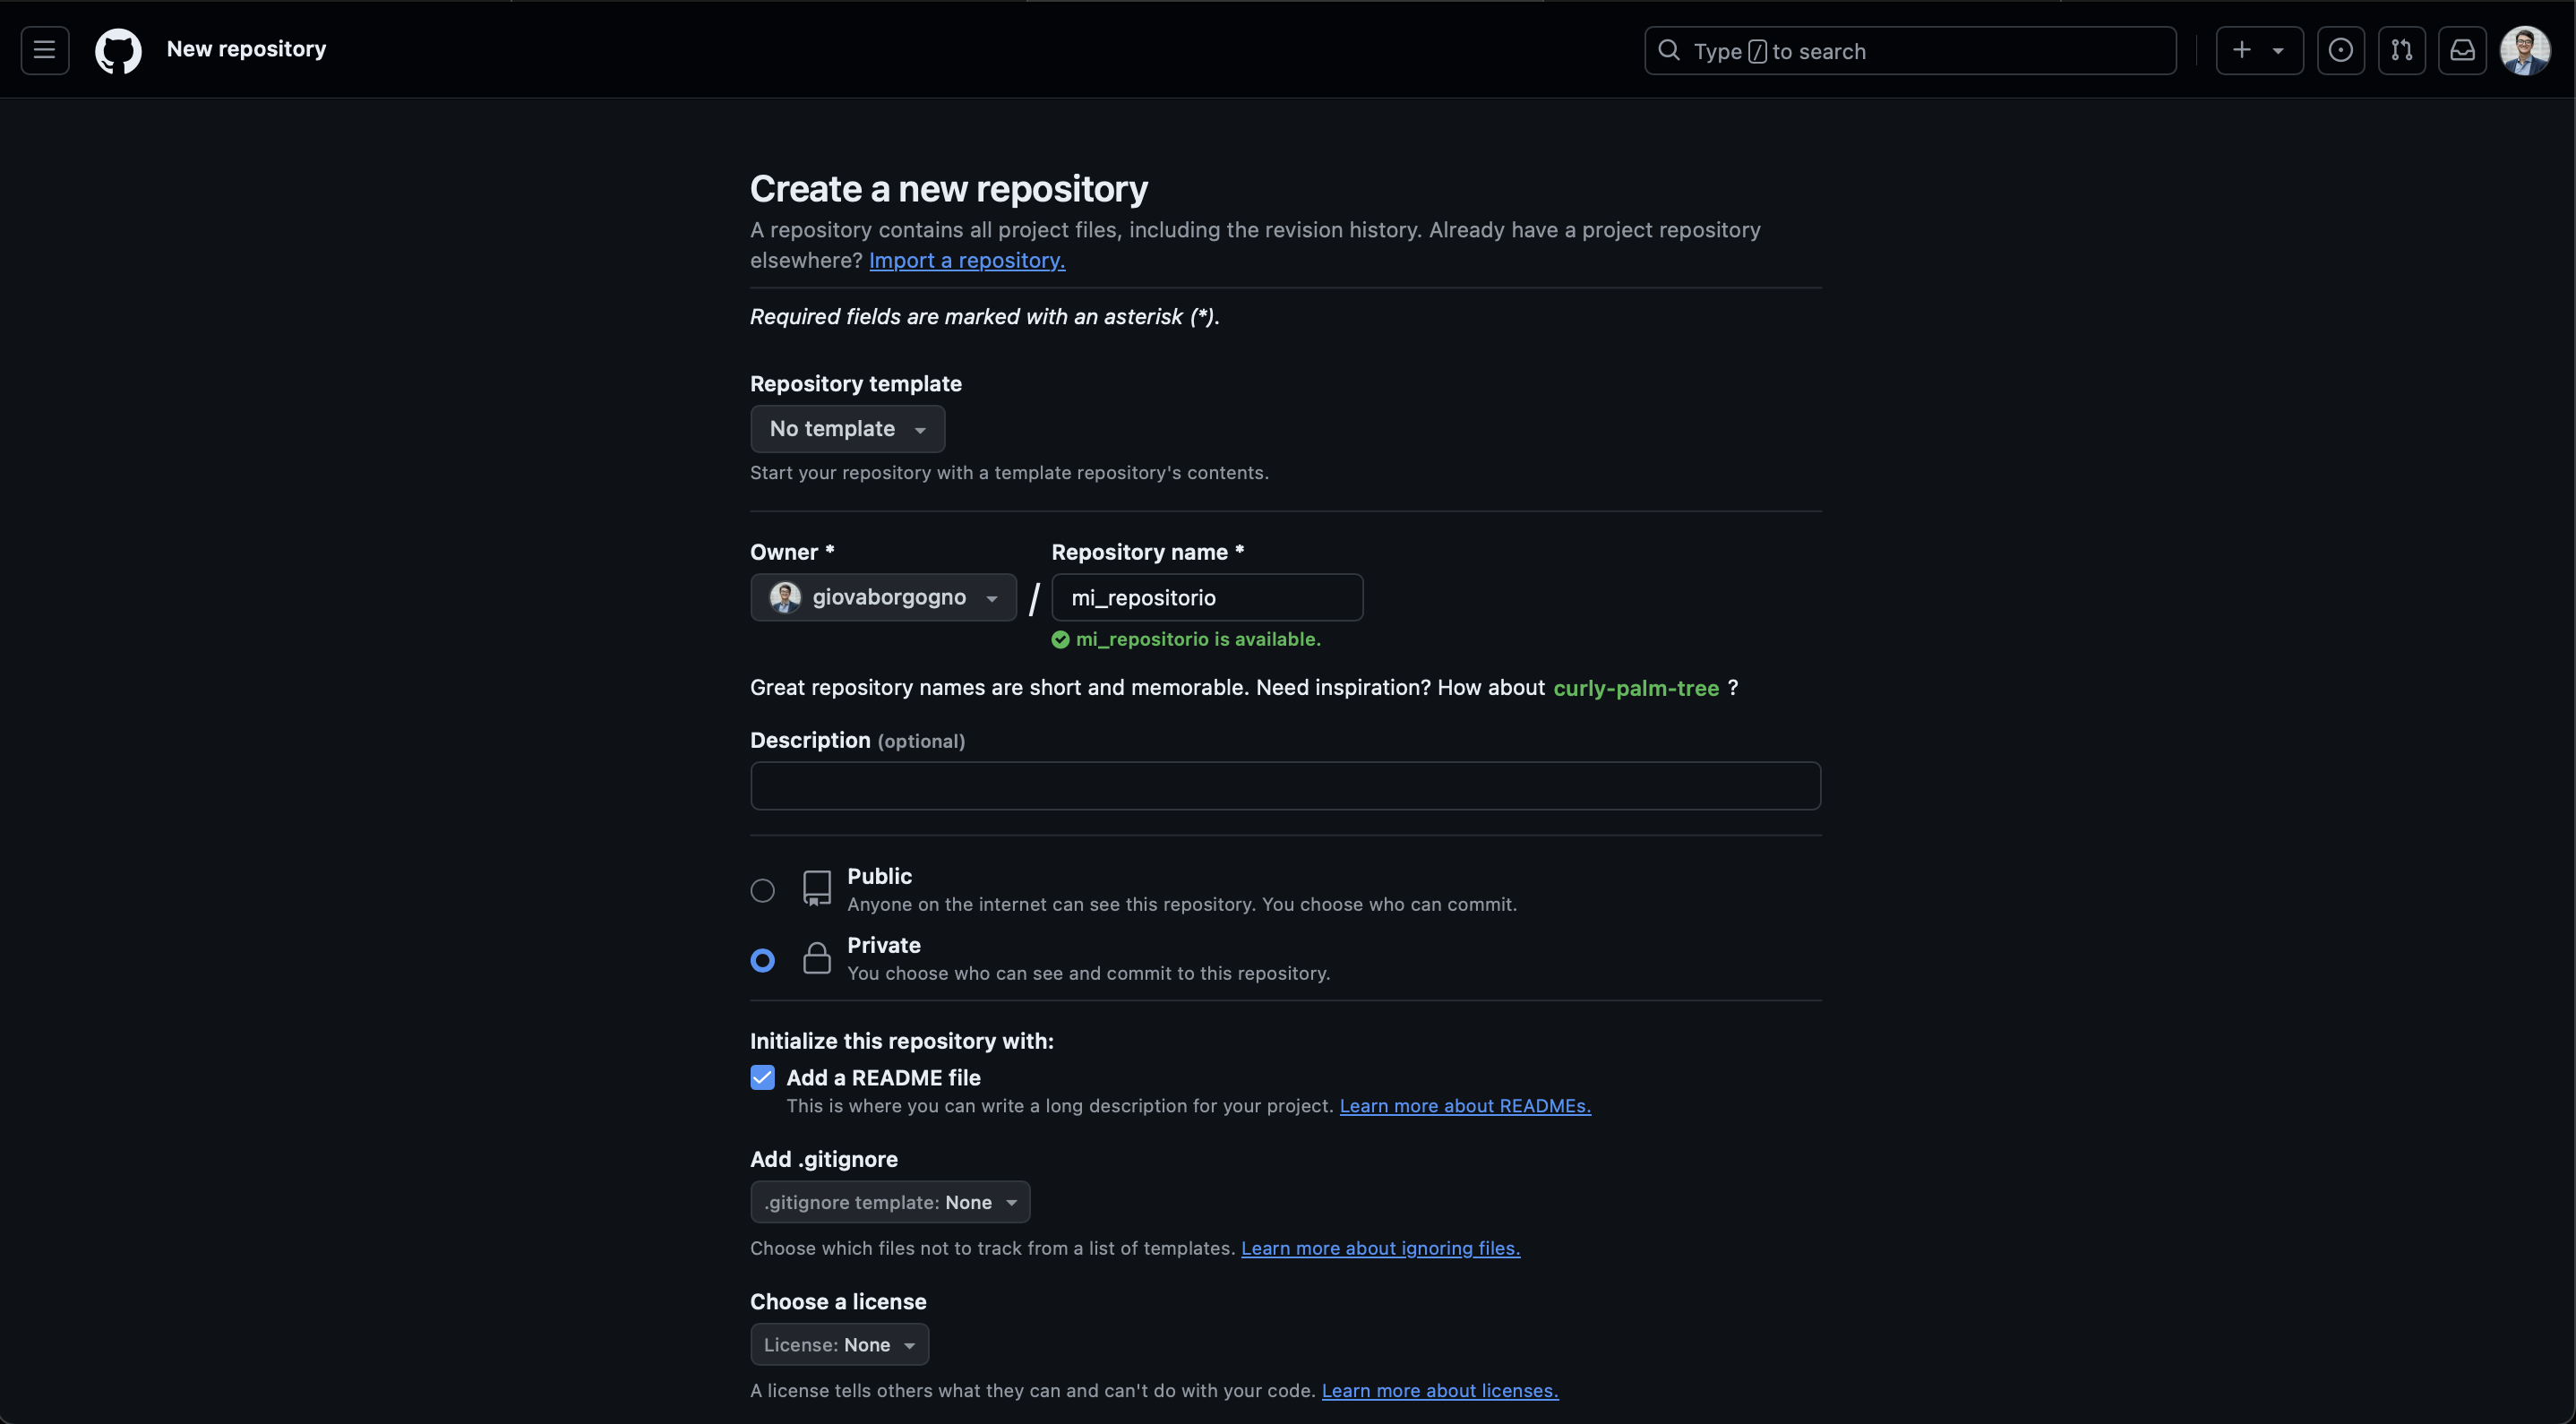 New repository
Type / to search
Create a new repository
A repository contains all project files, including the revision history. Already have a project repository
elsewhere? Import a repository.
Required fields are marked with an asterisk (*).
Repository template
No template
Start your repository with a template repository's contents.
Owner * Repository name *
giovaborgogno / mi_repositorio
mi_repositorio is available.
Great repository names are short and memorable. Need inspiration? How about curly-palm-tree ?
Description (optional)
Public
Anyone on the internet can see this repository. You choose who can commit.
Private
You choose who can see and commit to this repository.
Initialize this repository with:
Add a README file
This is where you can write a long description for your project. Learn more about READMEs.
Add .gitignore
.gitignore template: None
Choose which files not to track from a list of templates. Learn more about ignoring files.
Choose a license
License: None
A license tells others what they can and can't do with your code. Learn more about licenses.